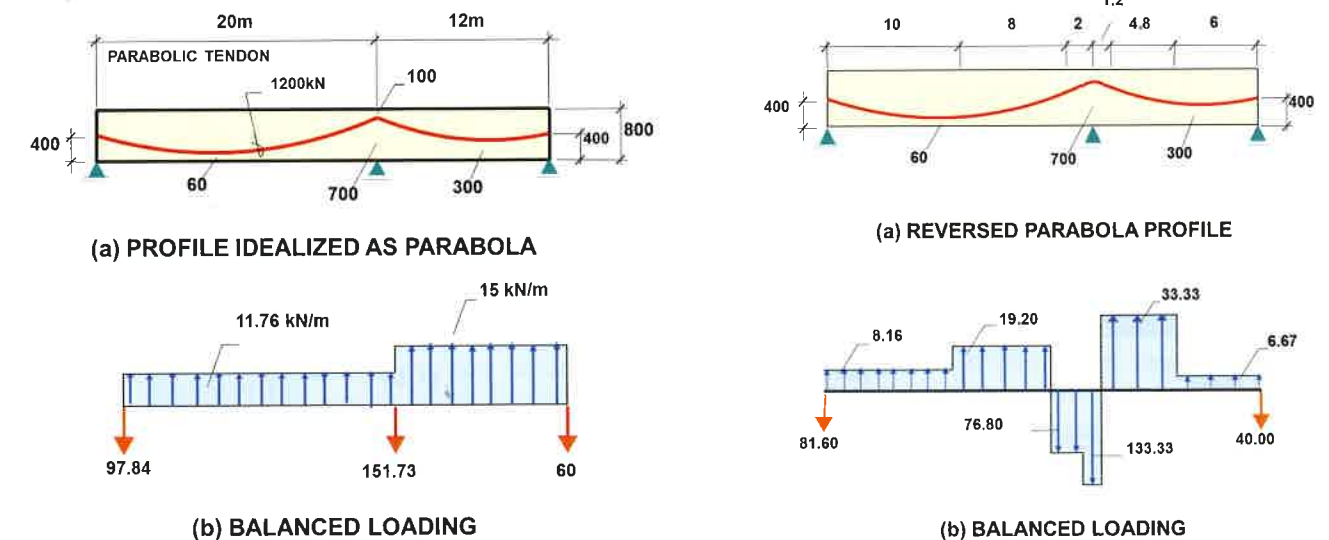 20m 12m
PARABOLIC TENDON
1200kN
100
400
400
800
60
700
300
(a) PROFILE IDEALIZED AS PARABOLA
15 kN/m
11.76 kN/m
97.84
151.73
60
(b) BALANCED LOADING
1.2
10 8 2 4.8 6
400
400
60
700
300
(a) REVERSED PARABOLA PROFILE
33.33
8.16
19.20
6.67
76.80
81.60
133.33
40.00
(b) BALANCED LOADING